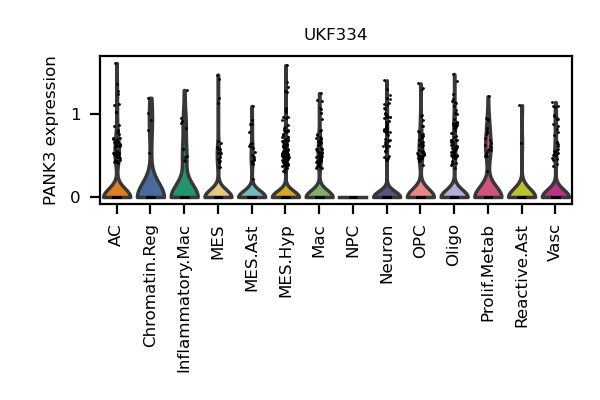 UKF334
PANK3 expression
1
0
AC
Chromatin.Reg
Inflammatory.Mac
MES
MES.Ast
MES.Hyp
Mac
NPC
Neuron
OPC
Oligo
Prolif.Metab
Reactive.Ast
Vasc